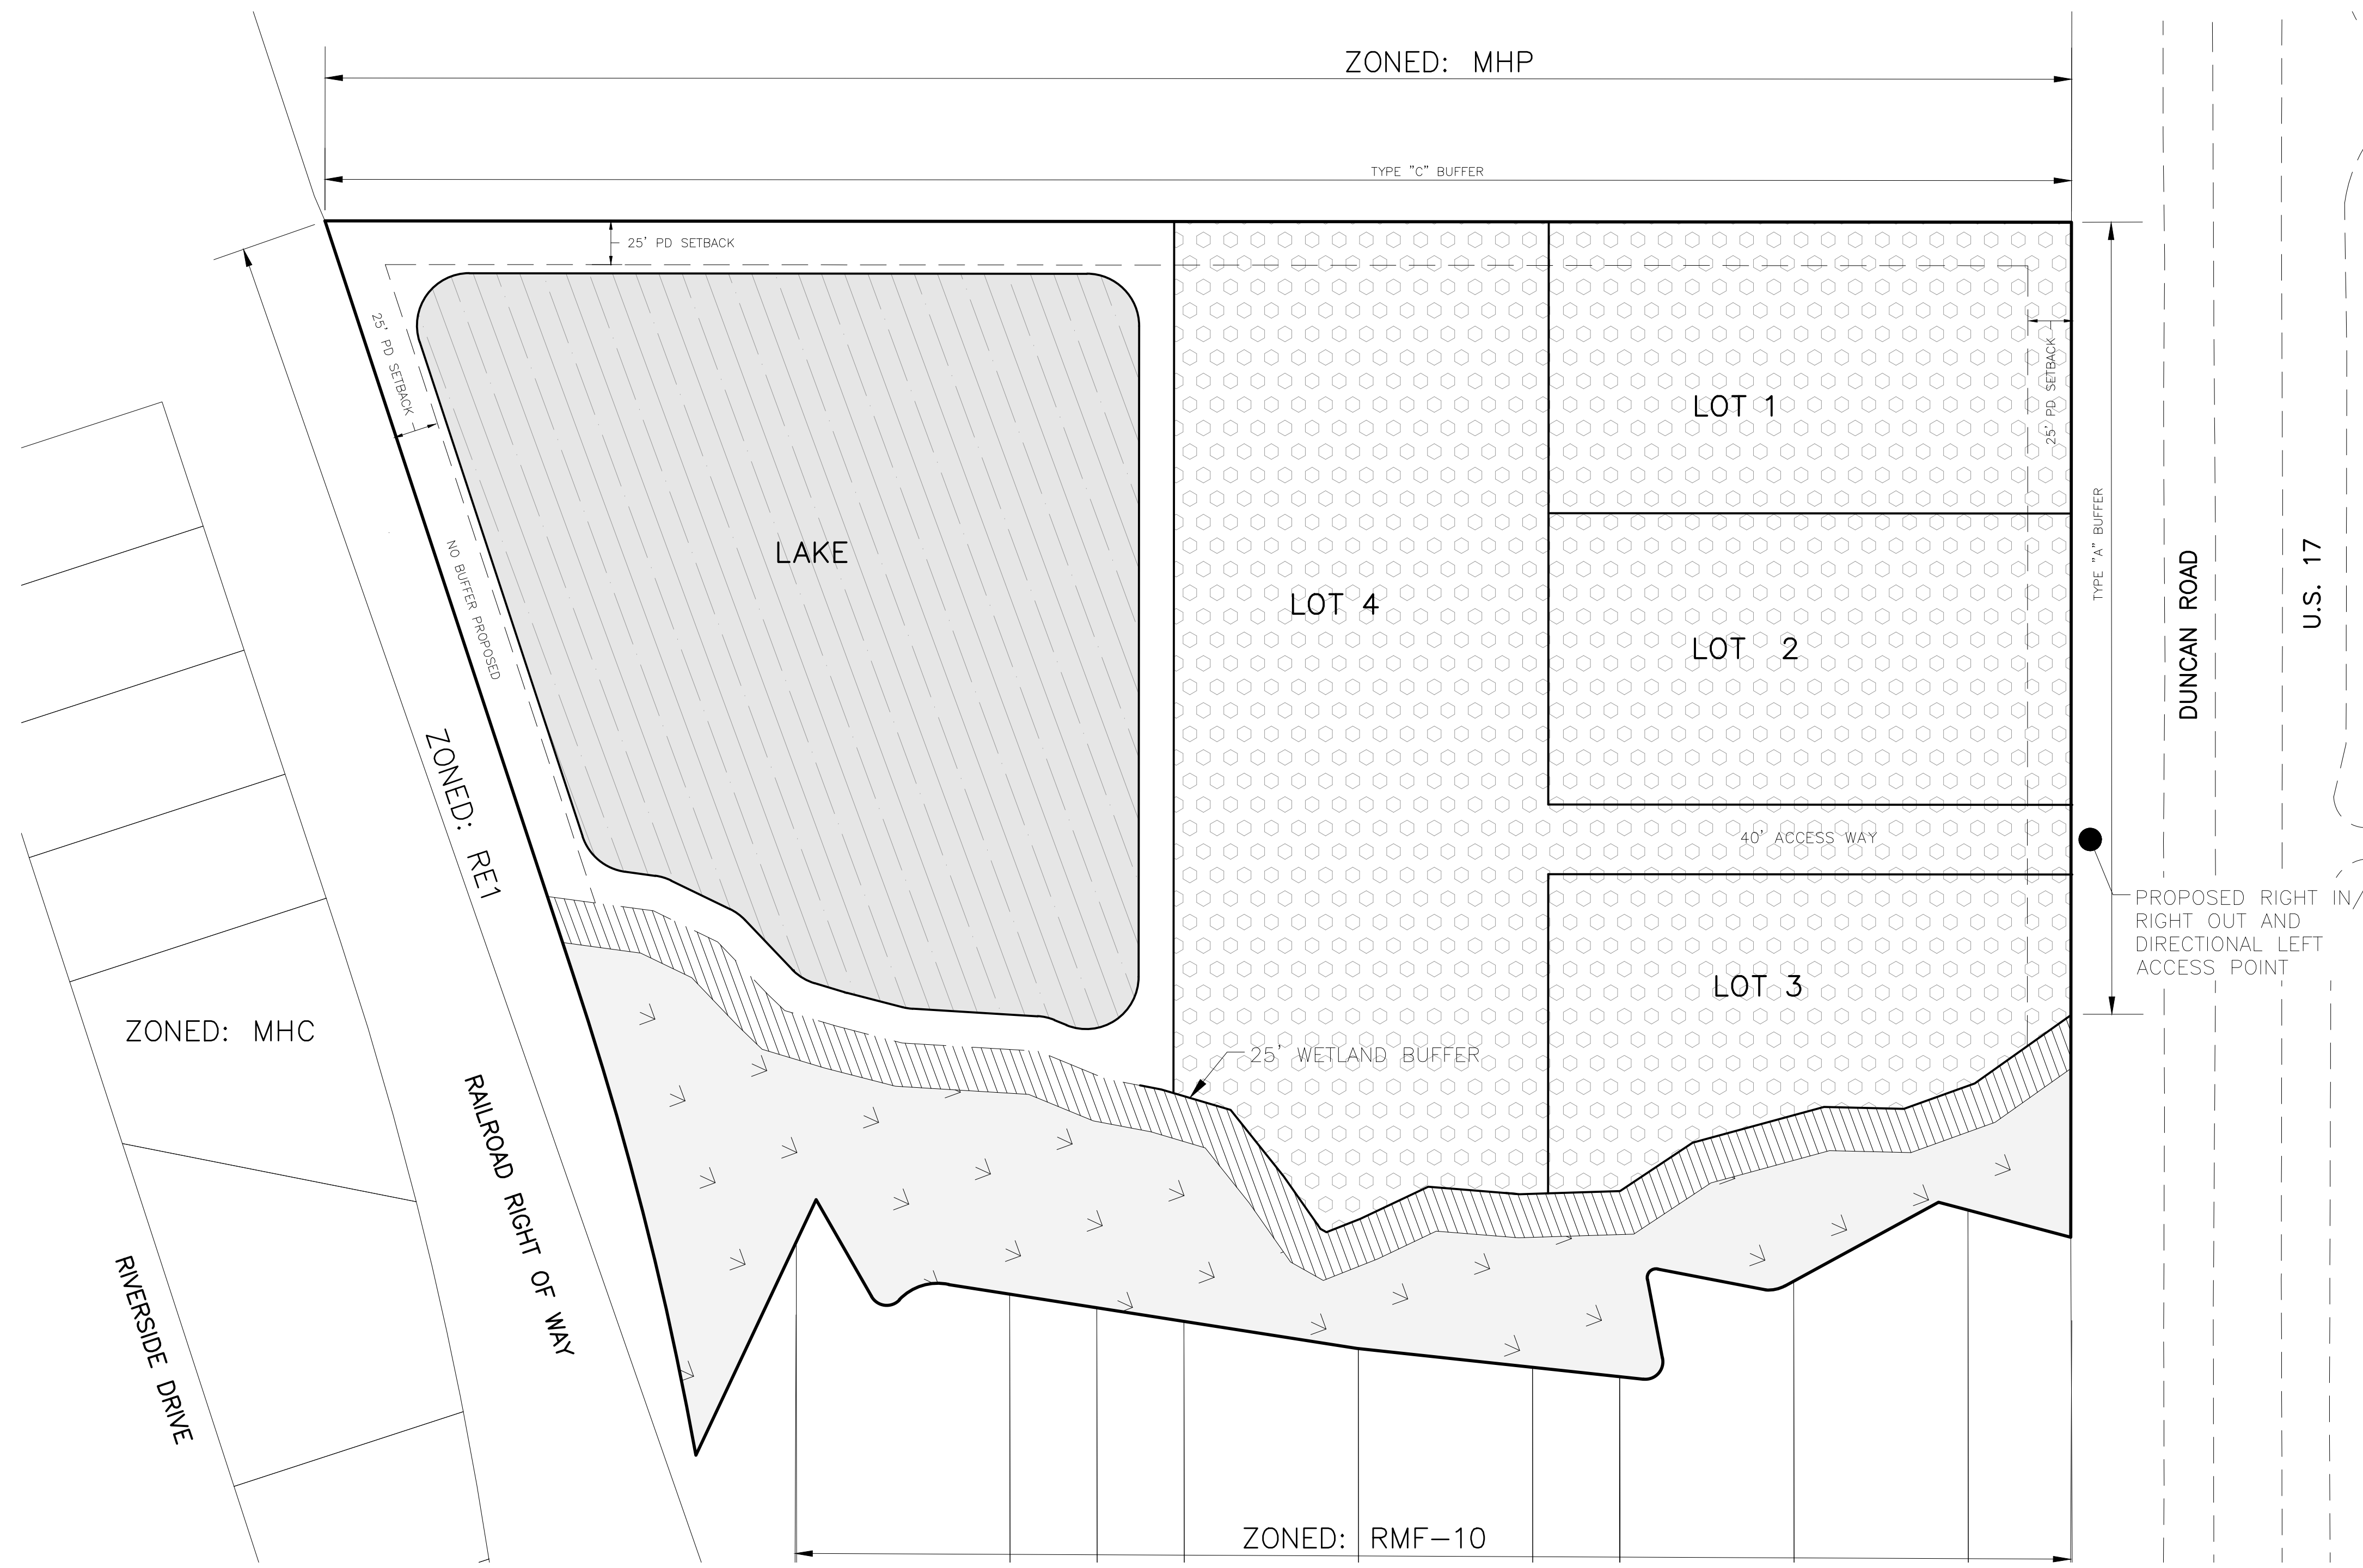 ZONED: MHP
TYPE "C" BUFFER
25' PD SETBACK
25' PD SETBACK
NO BUFFER PROPOSED
LAKE
LOT 4
LOT 1
LOT 2
40' ACCESS WAY
LOT 3
25' PD SETBACK
TYPE "A" BUFFER
DUNCAN ROAD
U.S. 17
PROPOSED RIGHT IN/
RIGHT OUT AND
DIRECTIONAL LEFT
ACCESS POINT
25' WETLAND BUFFER
ZONED: RE1
ZONED: MHC
RAILROAD RIGHT OF WAY
RIVERSIDE DRIVE
ZONED: RMF-10